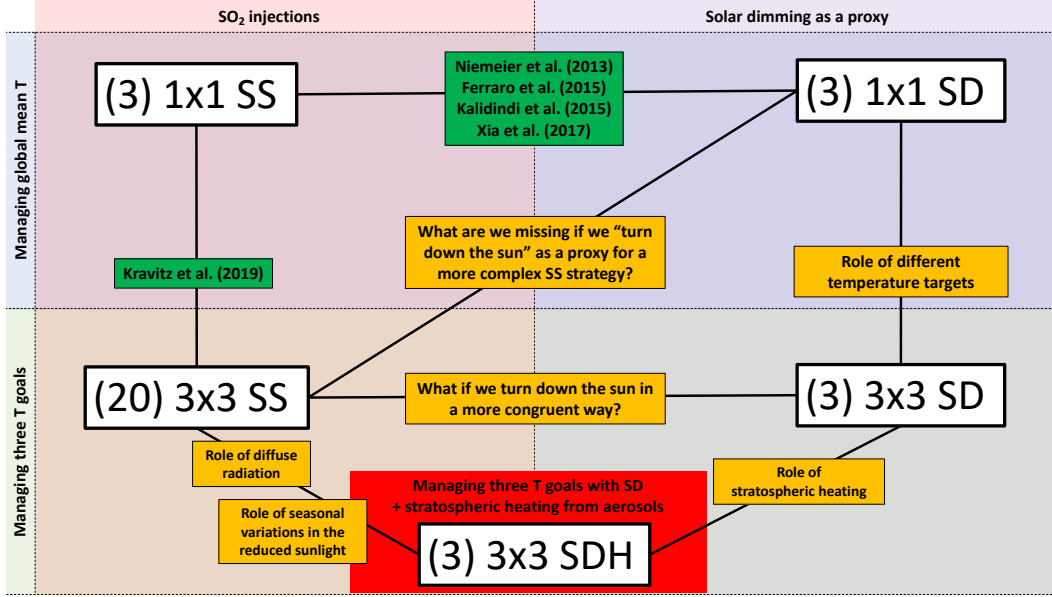 SO₂ injections
Solar dimming as a proxy
Managing global mean T
(3) 1x1 SS
Niemeier et al. (2013)
Ferraro et al. (2015)
Kalidindi et al. (2015)
Xia et al. (2017)
(3) 1x1 SD
Kravitz et al. (2019)
What are we missing if we “turn
down the sun” as a proxy for a
more complex SS strategy?
Role of different
temperature targets
Managing three T goals
(20) 3x3 SS
What if we turn down the sun in
a more congruent way?
(3) 3x3 SD
Role of diffuse
radiation
Role of seasonal
variations in the
reduced sunlight
Managing three T goals with SD
+ stratospheric heating from aerosols
(3) 3x3 SDH
Role of
stratospheric heating